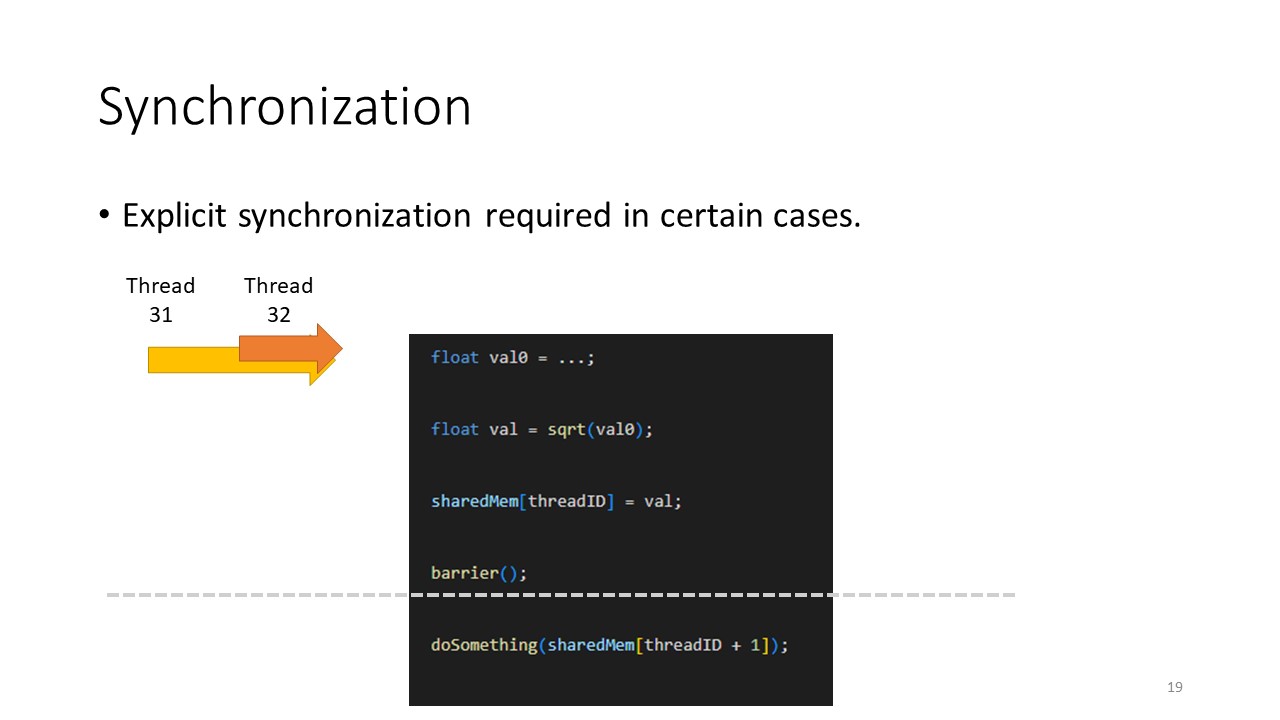 Synchronization
• Explicit synchronization required in certain cases.
Thread
31
Thread
32
float val0 = ...;
float val = sqrt(val0);
sharedMem[threadID] = val;
barrier();
doSomething(sharedMem[threadID + 1]);
19